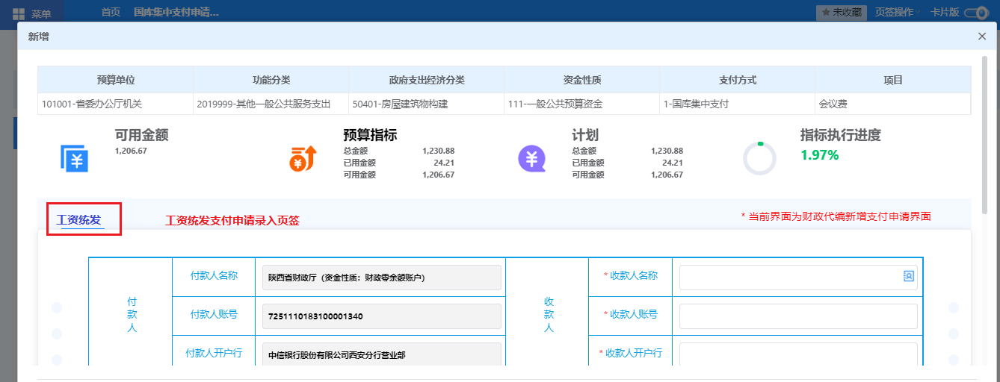 菜单 首页 国库集中支付申请... 未收藏 页签操作 卡片版
新增
预算单位 功能分类 政府支出经济分类 资金性质 支付方式 项目
101001-省委办公厅机关 2019999-其他一般公共服务支出 50401-房屋建筑物构建 111-一般公共预算资金 1-国库集中支付 会议费
可用金额 预算指标 计划 指标执行进度
1,206.67 总金额 1,230.88 总金额 1,230.88 1.97%
已用金额 24.21 已用金额 24.21
可用金额 1,206.67 可用金额 1,206.67
工资统发 工资统发支付申请录入页签 * 当前界面为财政代编新增支付申请界面
付款人名称 陕西省财政厅（资金性质：财政零余额账户） * 收款人名称
付款人 付款人账号 7251110183100001340 收款人 * 收款人账号
付款人开户行 中信银行股份有限公司西安分行营业部 * 收款人开户行